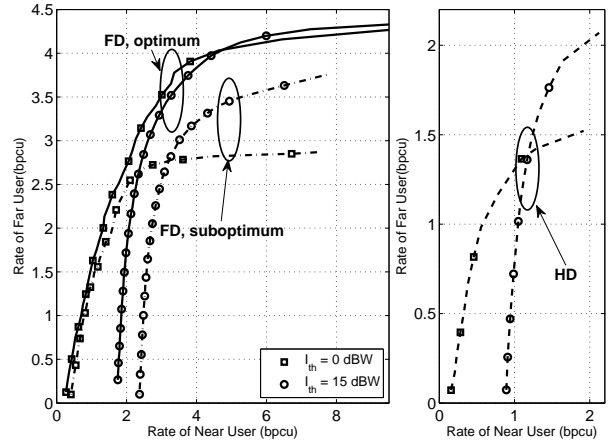 4.5
4
3.5
3
2.5
2
1.5
1
0.5
0
Rate of Far User(bpcu)
0 2 4 6 8
Rate of Near User (bpcu)
FD, optimum
FD, suboptimum
I_th = 0 dBW
I_th = 15 dBW
2
1.5
1
0.5
0
Rate of Far User (bpcu)
0 1 2
Rate of Near User (bpcu)
HD